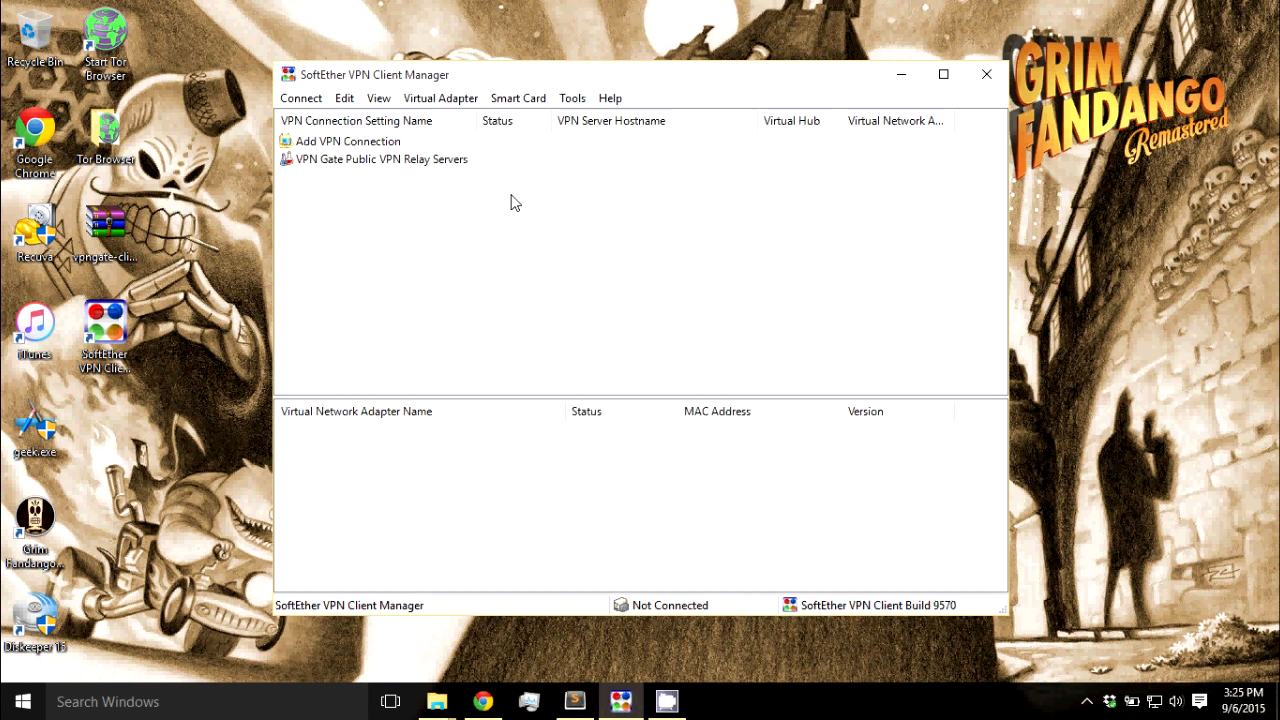 Recycle Bin
Start Tor
Browser
Google
Chrome
Tor Browser
Recuva
vpngate-cli...
iTunes
SoftEther
VPN Clie...
geek.exe
Grim
Fandango...
Diskeeper 15
GRIM
FANDANGO
Remastered
SoftEther VPN Client Manager
Connect Edit View Virtual Adapter Smart Card Tools Help
VPN Connection Setting Name Status VPN Server Hostname Virtual Hub Virtual Network A...
Add VPN Connection
VPN Gate Public VPN Relay Servers
Virtual Network Adapter Name Status MAC Address Version
SoftEther VPN Client Manager Not Connected SoftEther VPN Client Build 9570
Search Windows
S
3:25 PM
9/6/2015